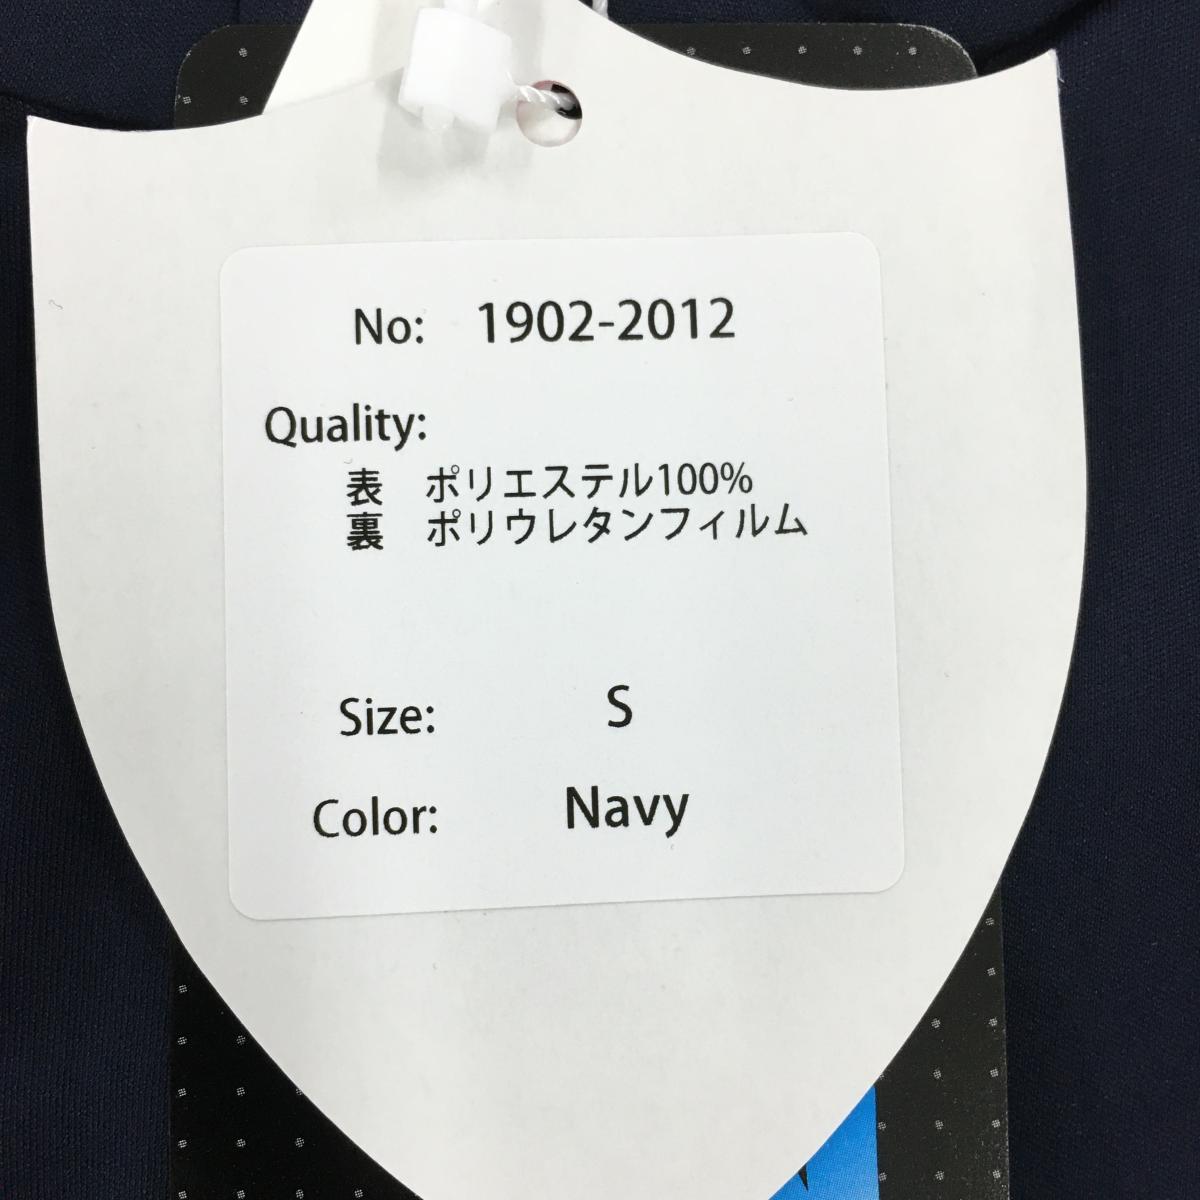 No: 1902-2012
Quality:
表 ポリエステル100%
裏 ポリウレタンフィルム
Size: S
Color: Navy